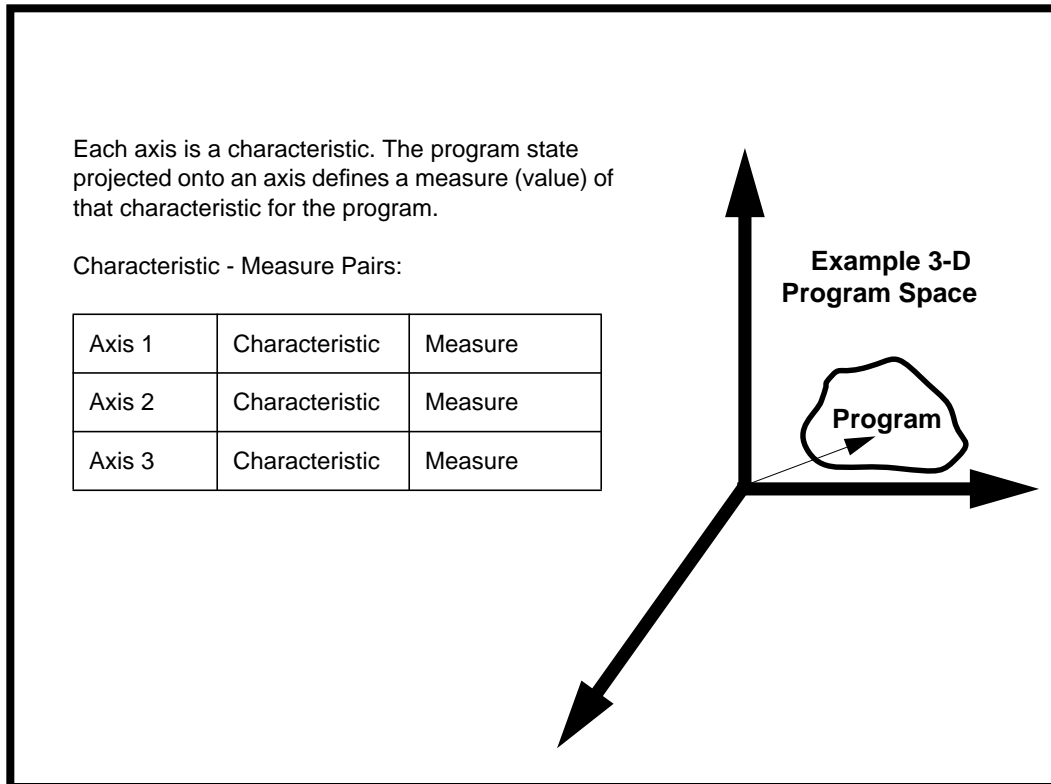 Each axis is a characteristic. The program state
projected onto an axis defines a measure (value) of
that characteristic for the program.
Characteristic - Measure Pairs:
Axis 1 Characteristic Measure
Axis 2 Characteristic Measure
Axis 3 Characteristic Measure
Example 3-D
Program Space
Program